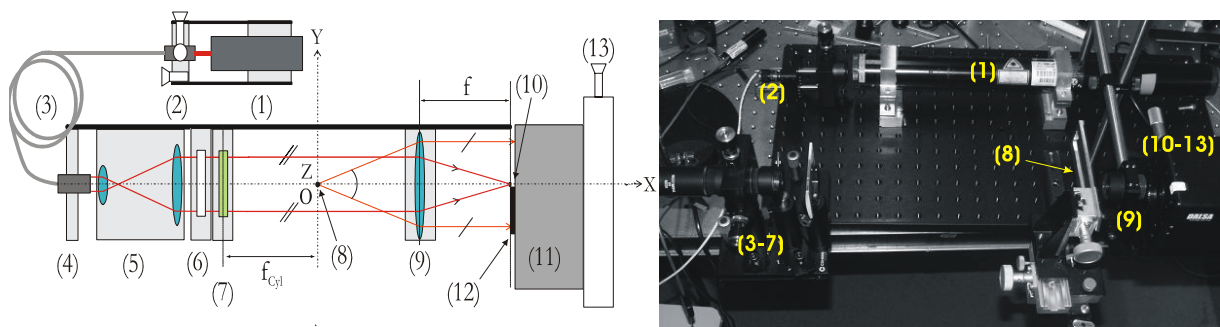 Y
(13)
(3)
(2)
(1)
f
(10)
Z
X
O
(4)
(5)
(6)
(7)
f Cyl
(8)
(9)
(12)
(11)
(1)
(2)
(8)
(10-13)
(9)
(3-7)
DALSA